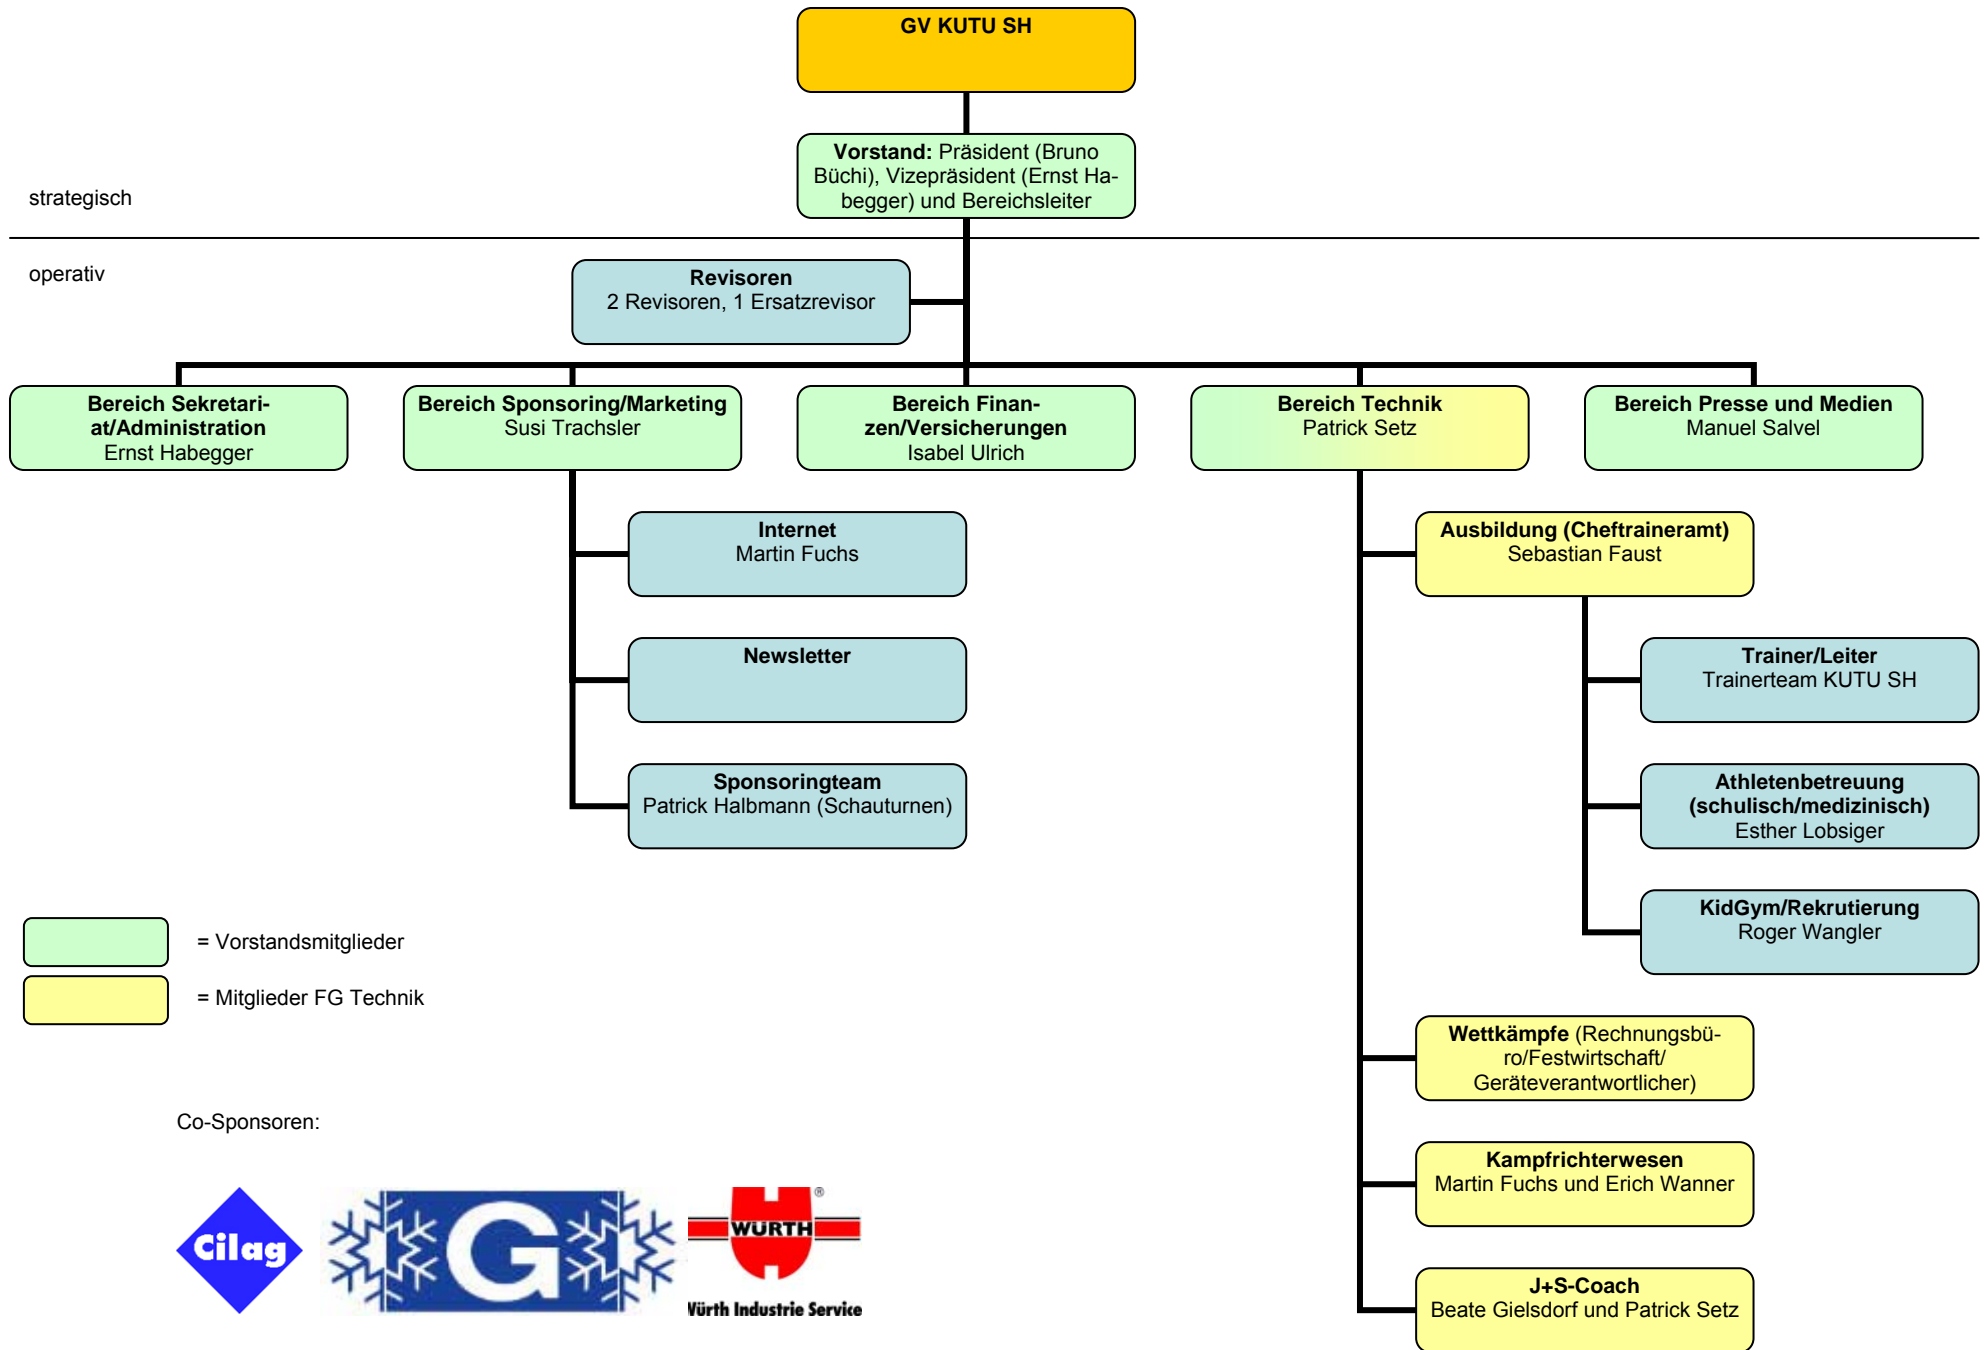 GV KUTU SH
Vorstand: Präsident (Bruno
Büchi), Vizepräsident (Ernst Ha-
begger) und Bereichsleiter
strategisch
operativ
Revisoren
2 Revisoren, 1 Ersatzrevisor
Bereich Sekretari-
at/Administration
Ernst Habegger
Bereich Sponsoring/Marketing
Susi Trachsler
Bereich Finan-
zen/Versicherungen
Isabel Ulrich
Bereich Technik
Patrick Setz
Bereich Presse und Medien
Manuel Salvel
Internet
Martin Fuchs
Newsletter
Sponsoringteam
Patrick Halbmann (Schauturnen)
Ausbildung (Cheftraineramt)
Sebastian Faust
Trainer/Leiter
Trainerteam KUTU SH
Athletenbetreuung
(schulisch/medizinisch)
Esther Lobsiger
KidGym/Rekrutierung
Roger Wangler
Wettkämpfe (Rechnungsbü-
ro/Festwirtschaft/
Geräteverantwortlicher)
Kampfrichterwesen
Martin Fuchs und Erich Wanner
J+S-Coach
Beate Gielsdorf und Patrick Setz
= Vorstandsmitglieder
= Mitglieder FG Technik
Co-Sponsoren:
Cilag
G
WÜRTH
®
Würth Industrie Service